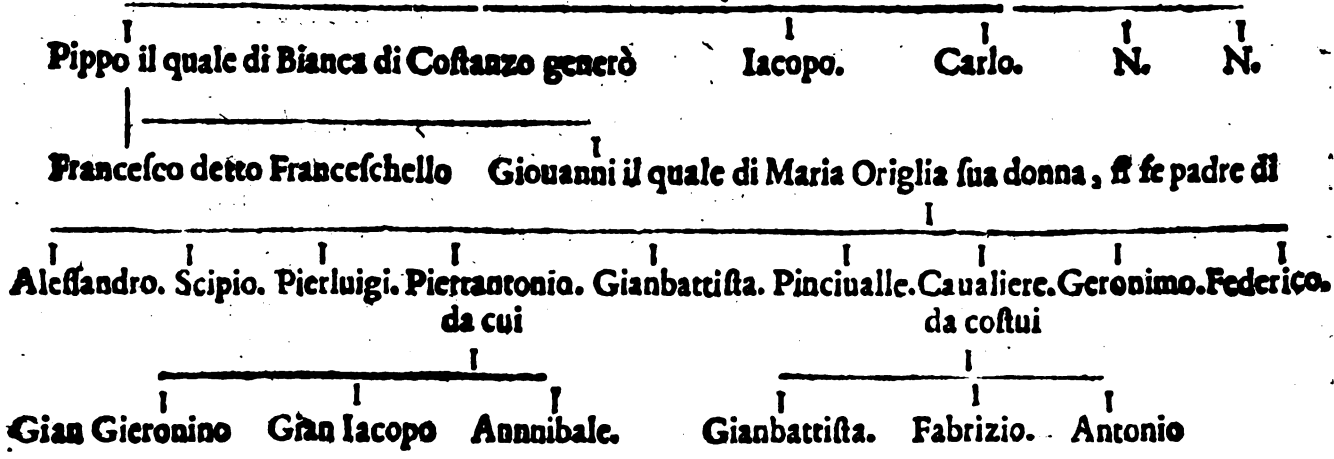 Pippo il quale di Bianca di Coſtanzo generò Iacopo. Carlo. N. N.
Franceſco detto Franceſchello Giouanni il quale di Maria Origlia ſua donna, ſi fe padre di
Aleſſandro. Scipio. Pierluigi. Pierrantonio. Gianbattiſta. Pinciualle. Caualiere. Geronimo. Federico.
da cui da coſtui
Gian Gieronino Gian Iacopo Annnibale. Gianbattiſta. Fabrizio. Antonio